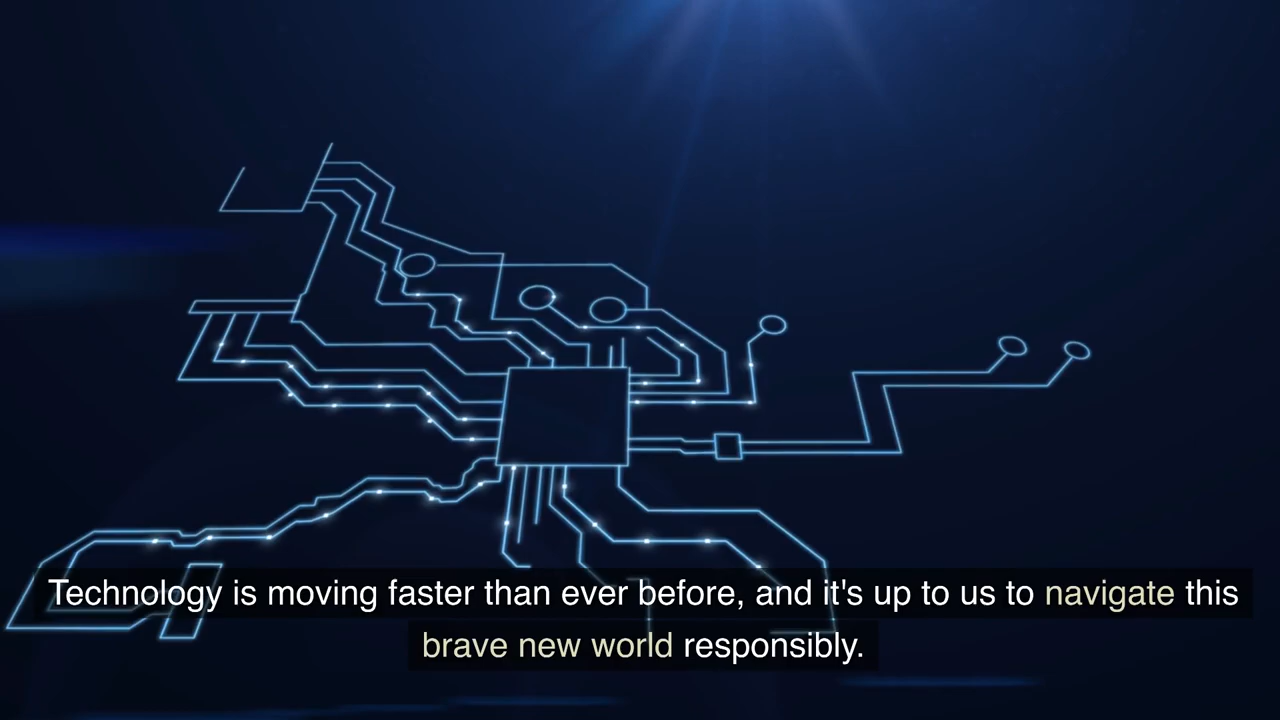 Technology is moving faster than ever before, and it's up to us to navigate this
brave new world responsibly.